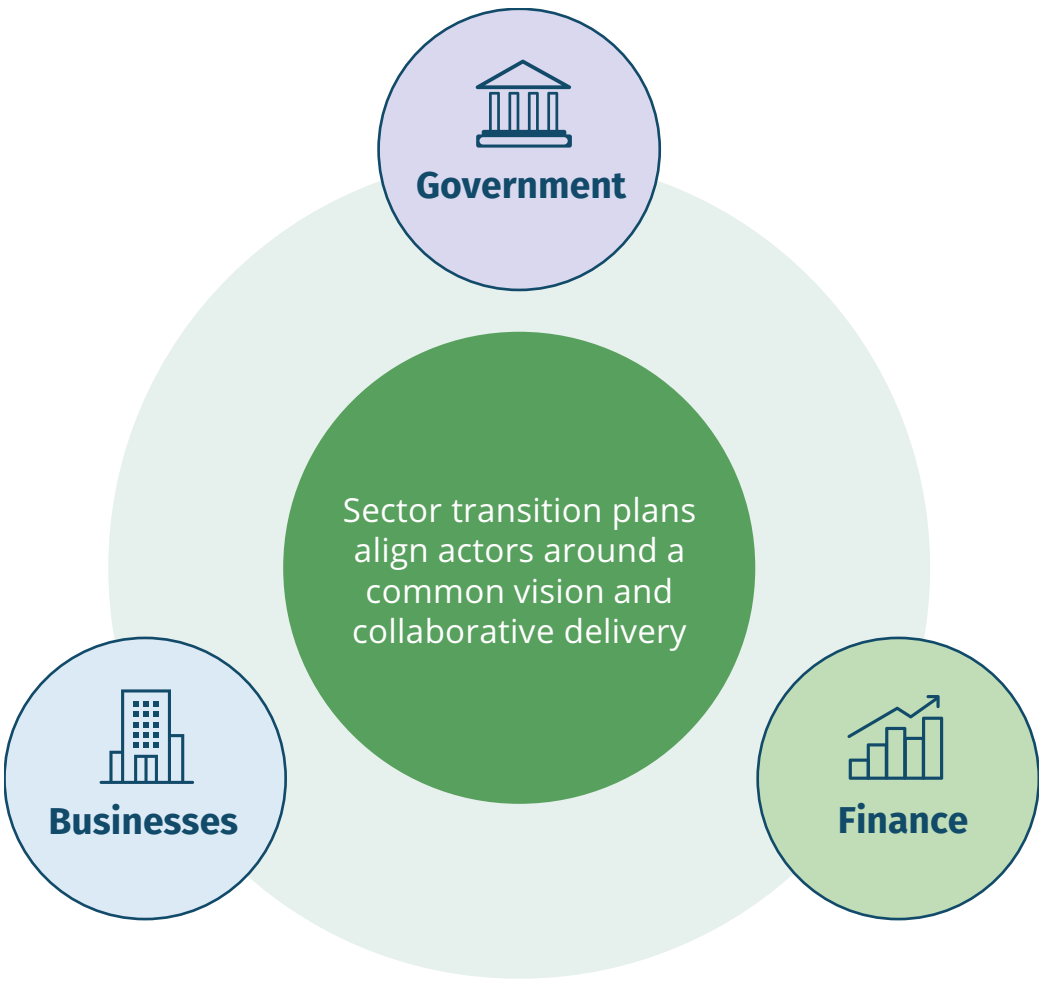 Government
Sector transition plans
align actors around a
common vision and
collaborative delivery
Businesses
Finance